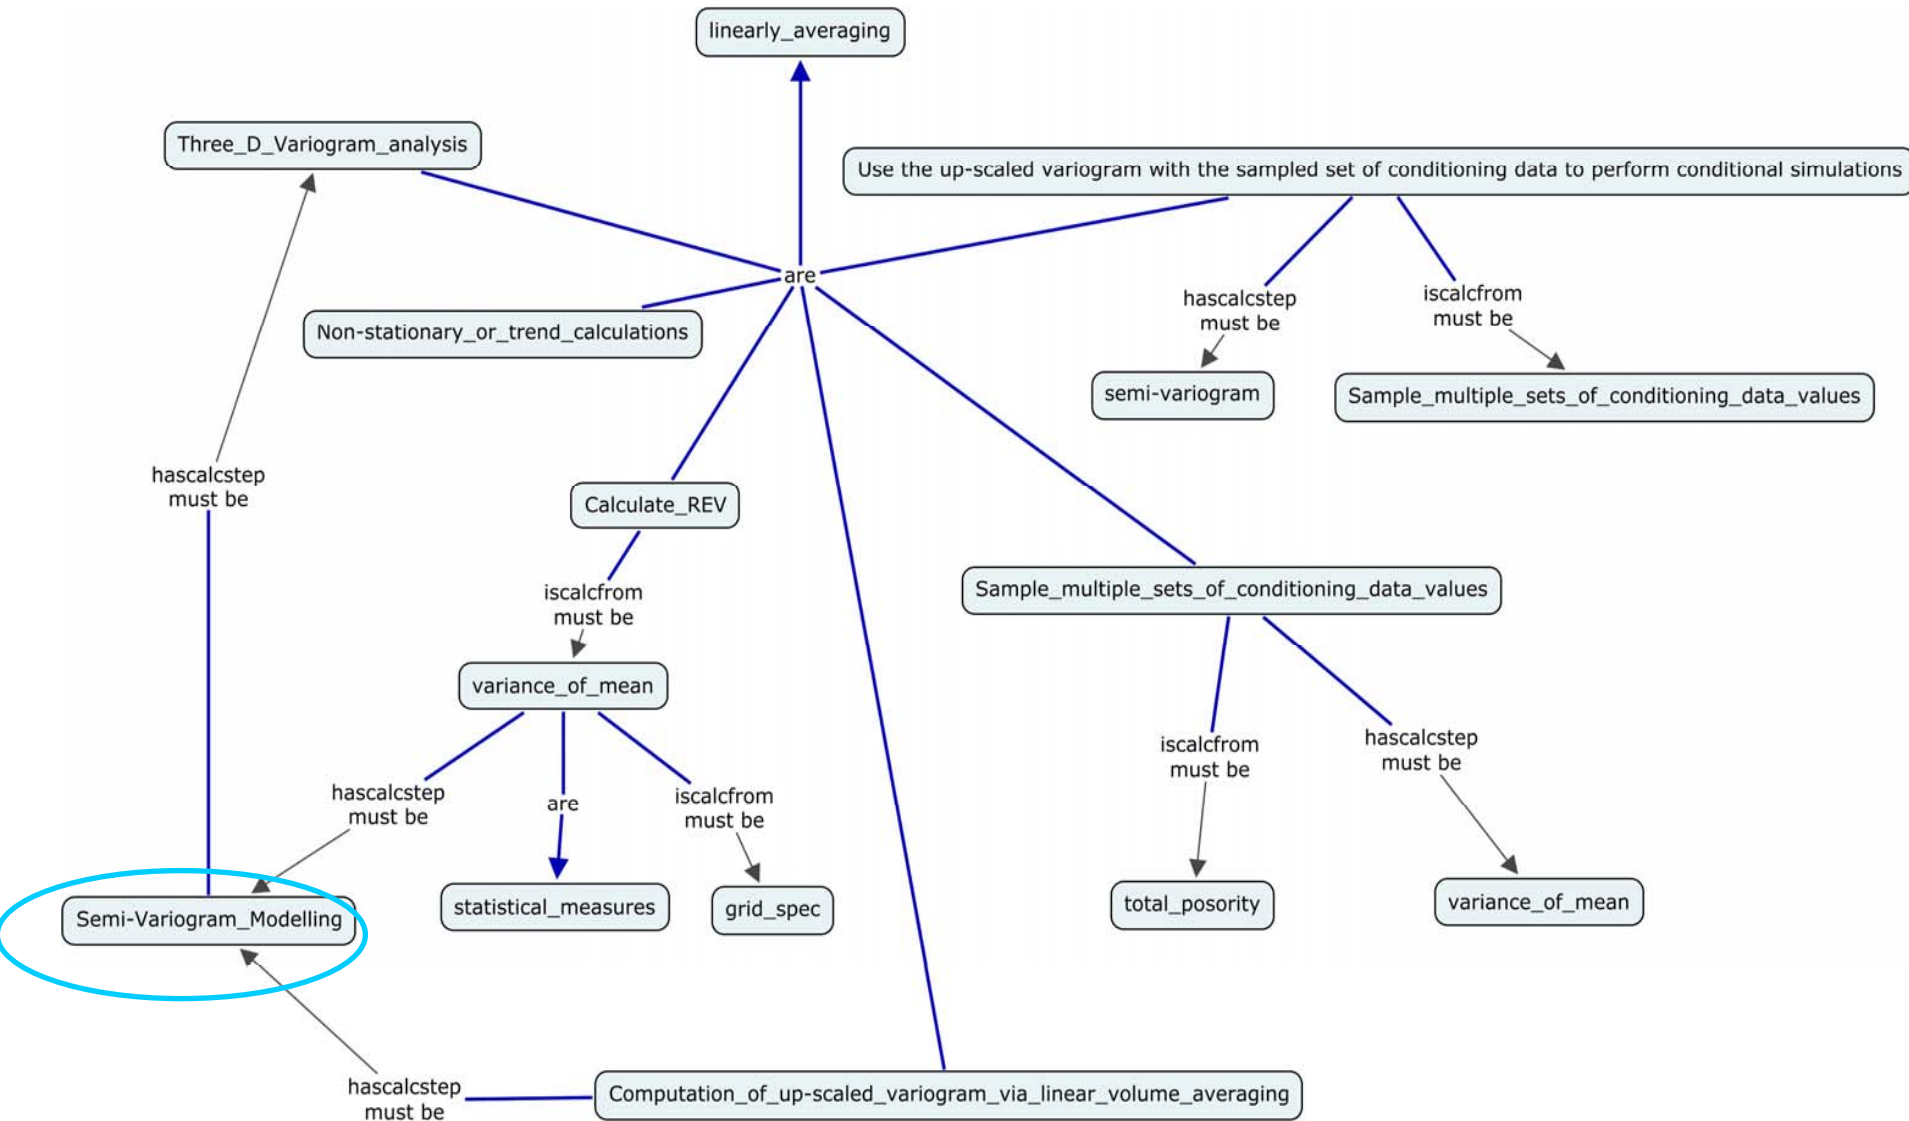 linearly_averaging
Three_D_Variogram_analysis
Use the up-scaled variogram with the sampled set of conditioning data to perform conditional simulations
are
hascalcstep
must be
iscalcfrom
must be
Non-stationary_or_trend_calculations
semi-variogram
Sample_multiple_sets_of_conditioning_data_values
hascalcstep
must be
Calculate_REV
iscalcfrom
must be
Sample_multiple_sets_of_conditioning_data_values
variance_of_mean
iscalcfrom
must be
hascalcstep
must be
hascalcstep
must be
are
iscalcfrom
must be
Semi-Variogram_Modelling
statistical_measures
grid_spec
total_posority
variance_of_mean
hascalcstep
must be
Computation_of_up-scaled_variogram_via_linear_volume_averaging